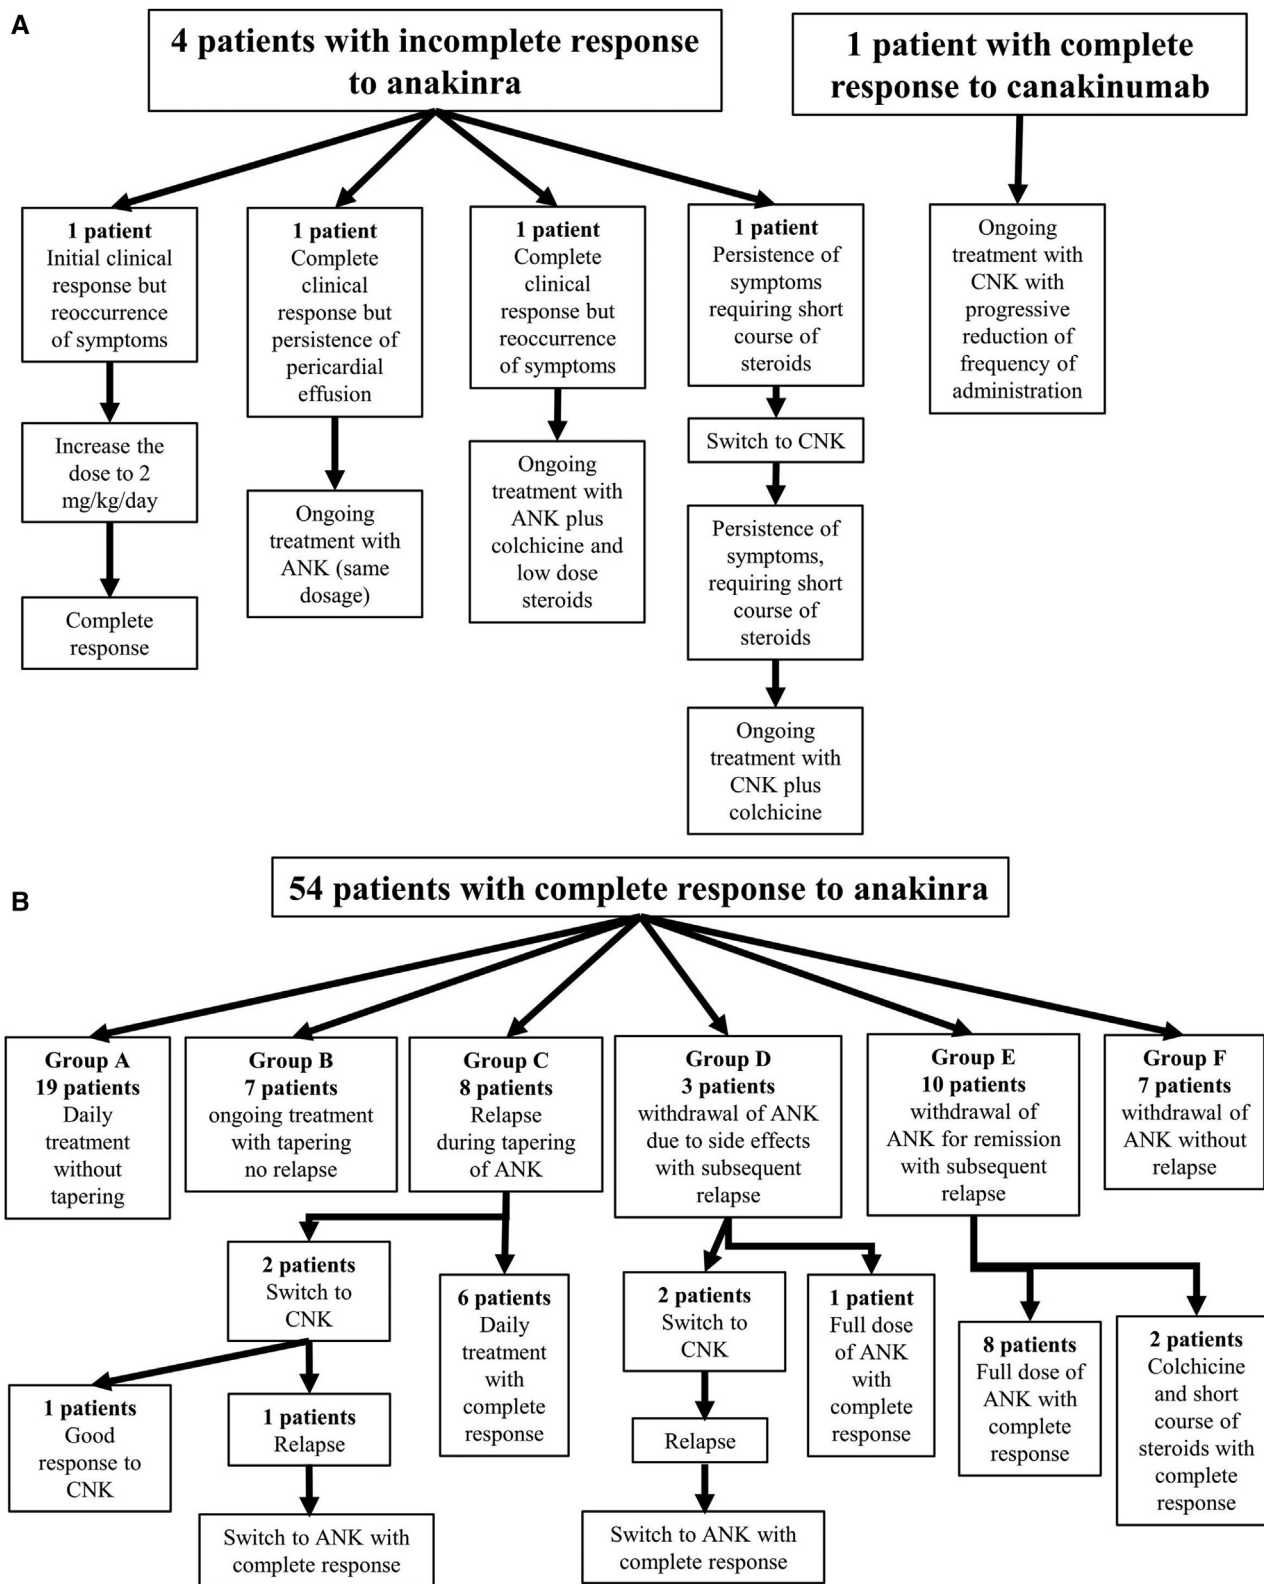 A
4 patients with incomplete response
to anakinra
1 patient with complete
response to canakinumab
1 patient
Initial clinical
response but
reoccurrence
of symptoms
Increase the
dose to 2
mg/kg/day
Complete
response
1 patient
Complete
clinical
response but
persistence of
pericardial
effusion
Ongoing
treatment with
ANK (same
dosage)
1 patient
Complete
clinical
response but
reoccurrence
of symptoms
Ongoing
treatment with
ANK plus
colchicine and
low dose
steroids
1 patient
Persistence of
symptoms
requiring short
course of
steroids
Switch to CNK
Persistence of
symptoms,
requiring short
course of
steroids
Ongoing
treatment with
CNK plus
colchicine
Ongoing
treatment with
CNK with
progressive
reduction of
frequency of
administration
B
54 patients with complete response to anakinra
Group A
19 patients
Daily
treatment
without
tapering
Group B
7 patients
ongoing treatment
with tapering
no relapse
Group C
8 patients
Relapse
during tapering
of ANK
2 patients
Switch to
CNK
1 patients
Good
response to
CNK
1 patients
Relapse
Switch to ANK with
complete response
6 patients
Daily
treatment
with
complete
response
Group D
3 patients
withdrawal of ANK
due to side effects
with subsequent
relapse
2 patients
Switch to
CNK
Relapse
Switch to ANK with
complete response
1 patient
Full dose
of ANK
with
complete
response
Group E
10 patients
withdrawal of
ANK for remission
with subsequent
relapse
8 patients
Full dose of
ANK with
complete
response
2 patients
Colchicine
and short
course of
steroids with
complete
response
Group F
7 patients
withdrawal of
ANK without
relapse